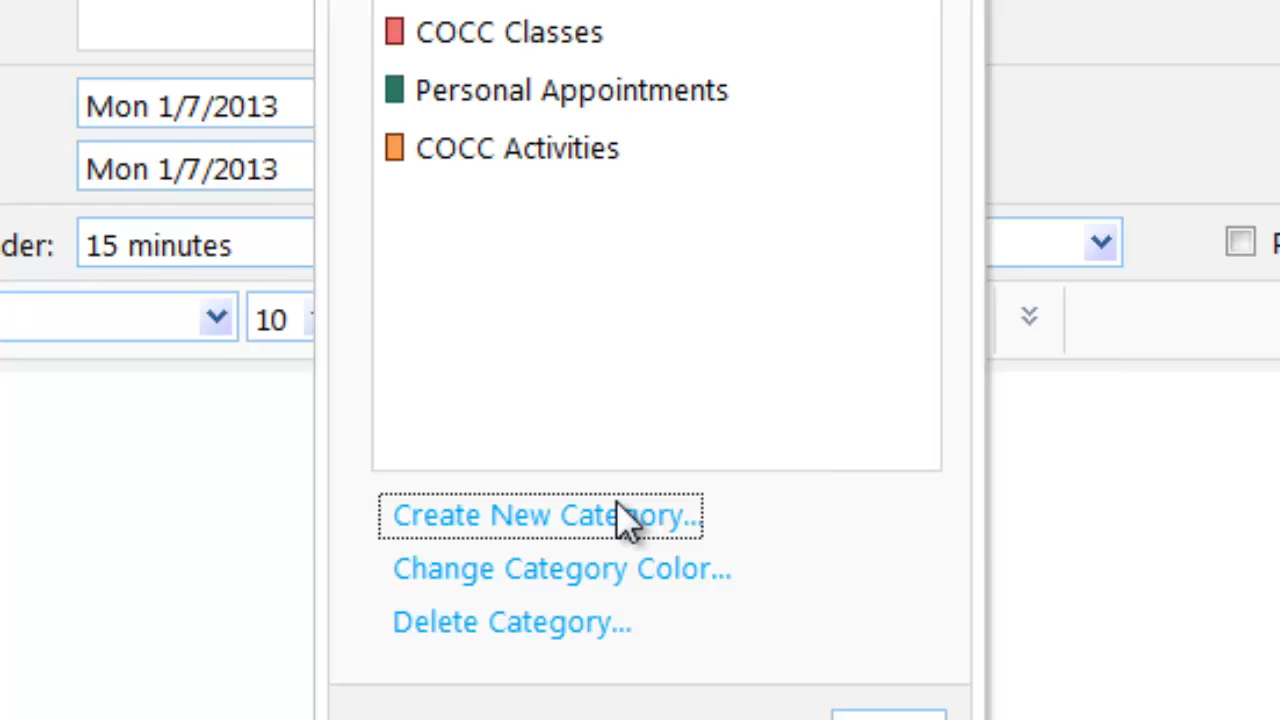 COCC Classes
Personal Appointments
Mon 1/7/2013
COCC Activities
Mon 1/7/2013
der: 15 minutes
10
Create New Category...
Change Category Color...
Delete Category...